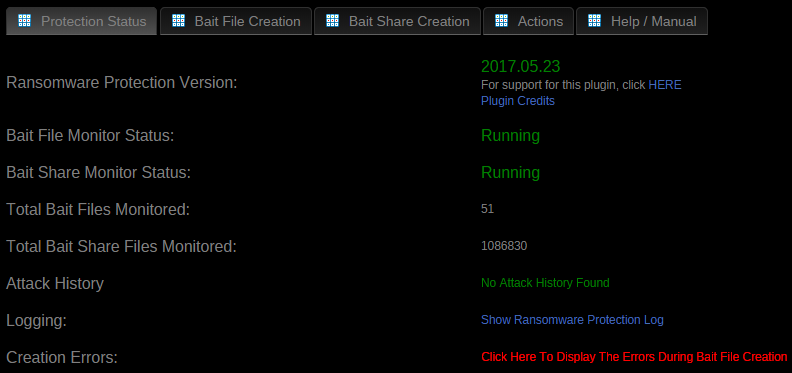 Protection Status Bait File Creation Bait Share Creation Actions Help / Manual
Ransomware Protection Version:
2017.05.23
For support for this plugin, click HERE
Plugin Credits
Bait File Monitor Status: Running
Bait Share Monitor Status: Running
Total Bait Files Monitored: 51
Total Bait Share Files Monitored: 1086830
Attack History No Attack History Found
Logging: Show Ransomware Protection Log
Creation Errors: Click Here To Display The Errors During Bait File Creation